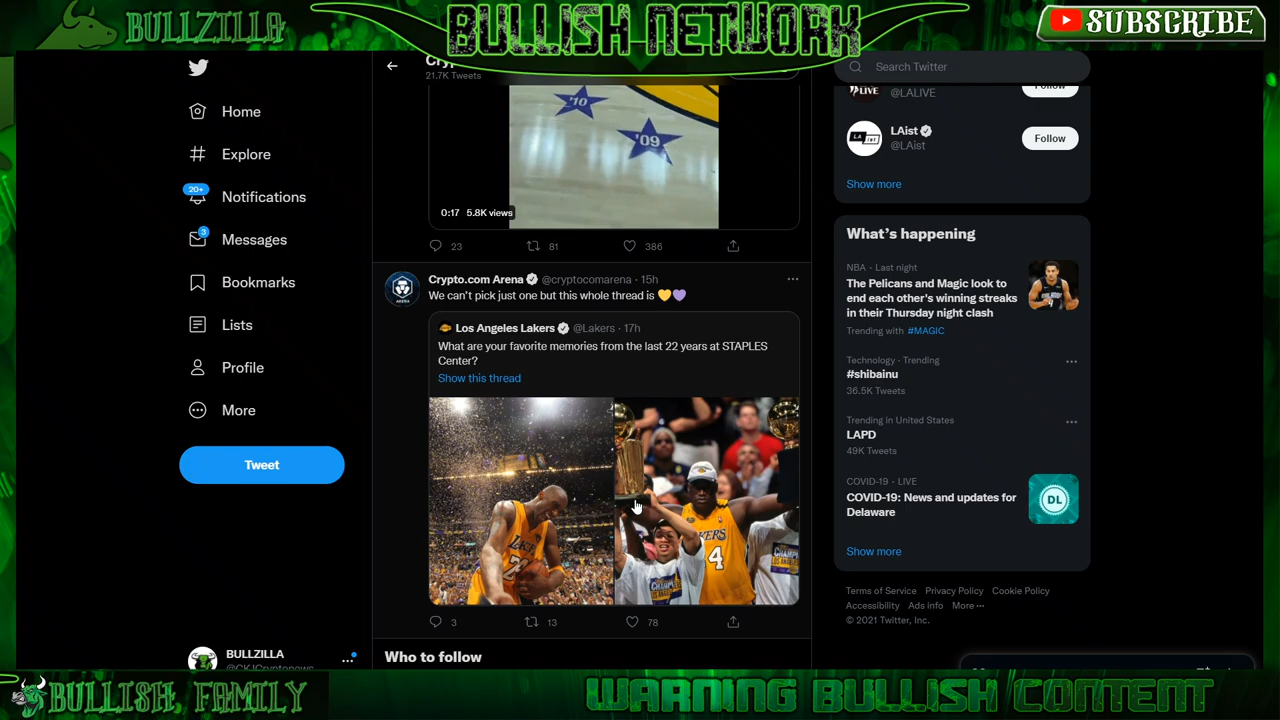 BULLZILLA
BULLISH NETWORK
SUBSCRIBE
Home
Explore
20+
Notifications
3
Messages
Bookmarks
Lists
Profile
More
Tweet
BULLZILLA
21.7K Tweets
'10
'09
0:17 5.8K views
23 81 386
Crypto.com Arena @cryptocomarena · 15h
We can't pick just one but this whole thread is 💛💜
Los Angeles Lakers @Lakers · 17h
What are your favorite memories from the last 22 years at STAPLES
Center?
Show this thread
3 13 78
Who to follow
Search Twitter
@LALIVE
Follow
LAist
@LAist
Follow
Show more
What's happening
NBA · Last night
The Pelicans and Magic look to
end each other's winning streaks
in their Thursday night clash
Trending with #MAGIC
Technology · Trending
#shibainu
36.5K Tweets
Trending in United States
LAPD
49K Tweets
COVID-19 · LIVE
COVID-19: News and updates for
Delaware
DL
Show more
Terms of Service Privacy Policy Cookie Policy
Accessibility Ads info More ···
© 2021 Twitter, Inc.
BULLISH FAMILY
WARNING BULLISH CONTENT